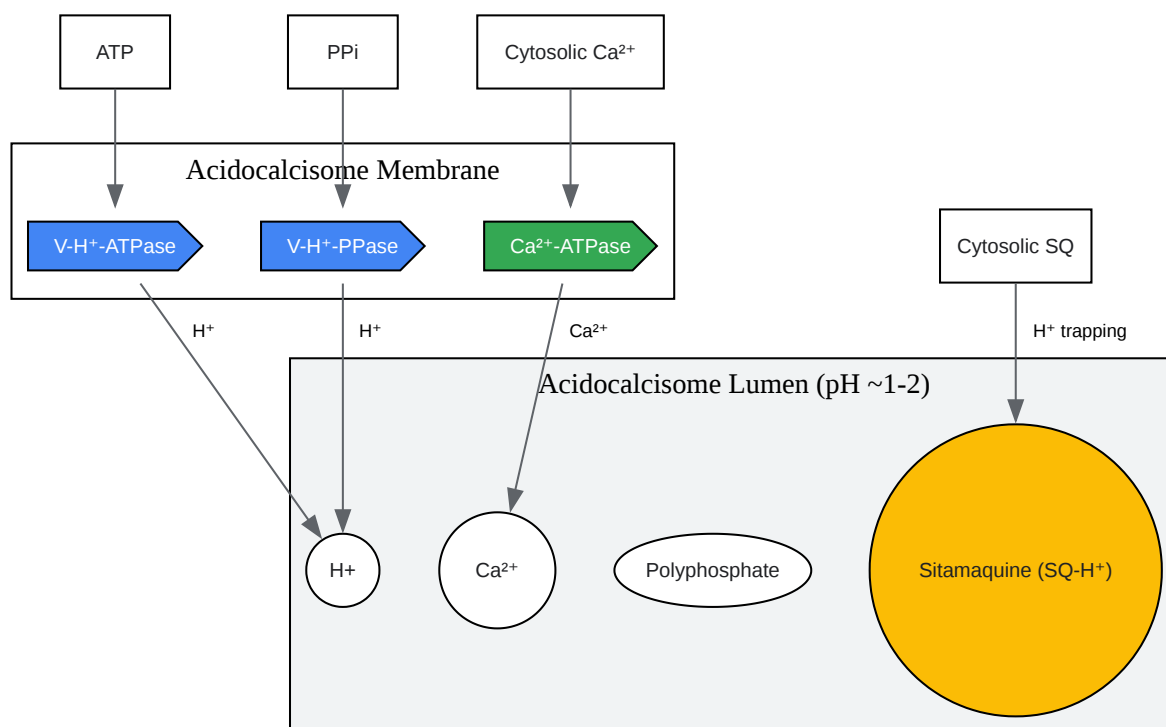 ATP
PPi
Cytosolic Ca²⁺
Acidocalcisome Membrane
V-H⁺-ATPase
V-H⁺-PPase
Ca²⁺-ATPase
Cytosolic SQ
H⁺
H⁺
Ca²⁺
H⁺ trapping
Acidocalcisome Lumen (pH ~1-2)
H+
Ca²⁺
Polyphosphate
Sitamaquine (SQ-H⁺)